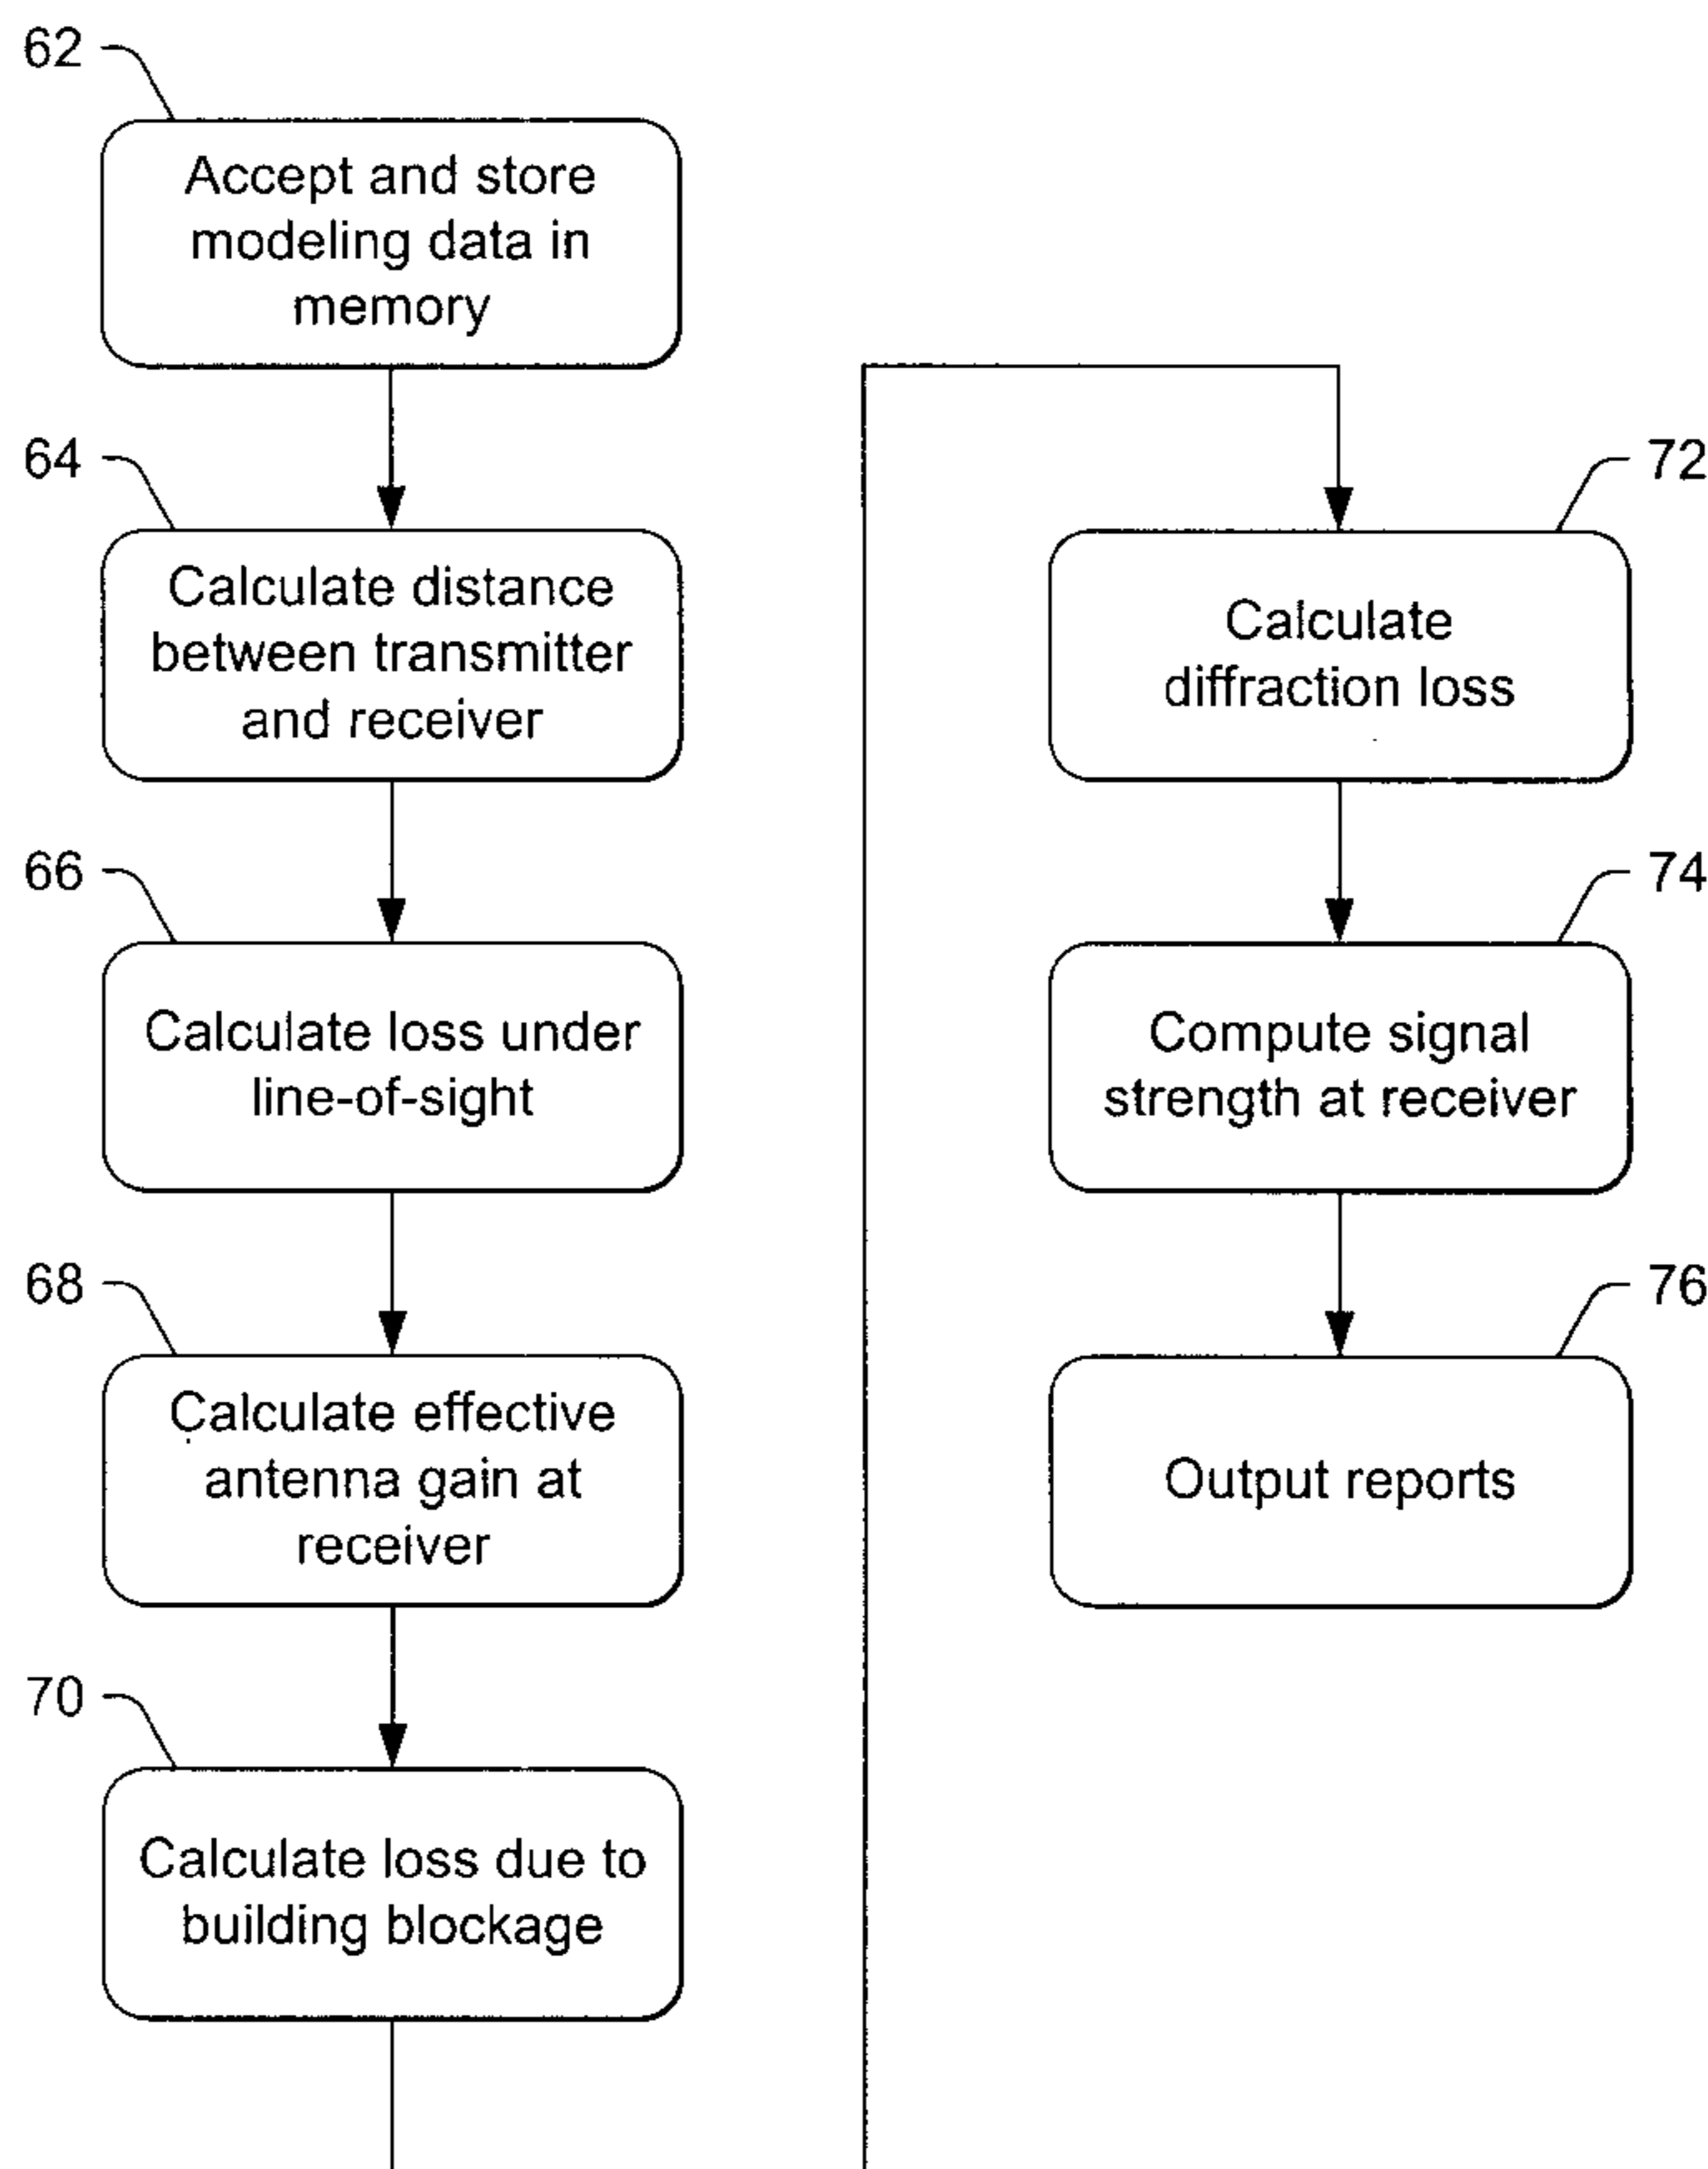 62
Accept and store
modeling data in
memory
64
Calculate distance
between transmitter
and receiver
66
Calculate loss under
line-of-sight
68
Calculate effective
antenna gain at
receiver
70
Calculate loss due to
building blockage
72
Calculate
diffraction loss
74
Compute signal
strength at receiver
76
Output reports